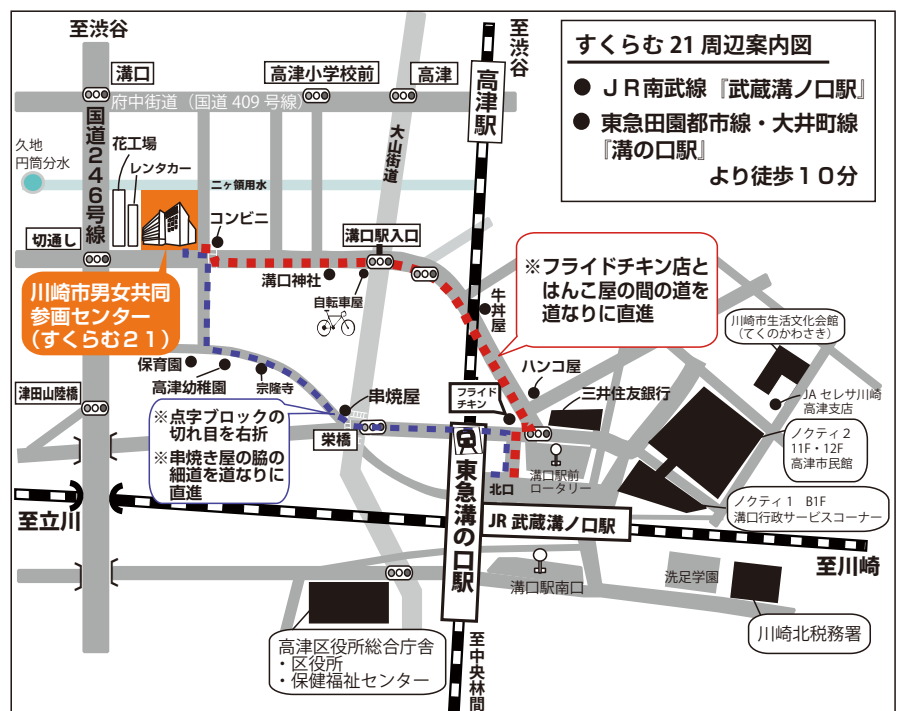 至渋谷
至渋谷
すくらむ21周辺案内図
● JR南武線『武蔵溝ノ口駅』
● 東急田園都市線・大井町線
『溝の口駅』
より徒歩10分
溝口
高津小学校前
高津
高津駅
府中街道（国道409号線）
国道246号線
大山街道
久地
円筒分水
花工場
レンタカー
二ヶ領用水
コンビニ
切通し
溝口駅入口
溝口神社
自転車屋
※フライドチキン店と
はんこ屋の間の道を
道なりに直進
牛丼屋
川崎市男女共同
参画センター
（すくらむ21）
川崎市生活文化会館
（てくのかわさき）
保育園
高津幼稚園
宗隆寺
ハンコ屋
津田山陸橋
串焼屋
フライド
チキン
三井住友銀行
JAセレサ川崎
高津支店
※点字ブロックの
切れ目を右折
※串焼き屋の脇の
細道を道なりに
直進
栄橋
ノクティ2
11F・12F
高津市民館
北口
溝口駅前
ロータリー
東急溝の口駅
ノクティ1 B1F
溝口行政サービスコーナー
至立川
JR武蔵溝ノ口駅
至川崎
溝口駅南口
洗足学園
川崎北税務署
高津区役所総合庁舎
・区役所
・保健福祉センター
至中央林間